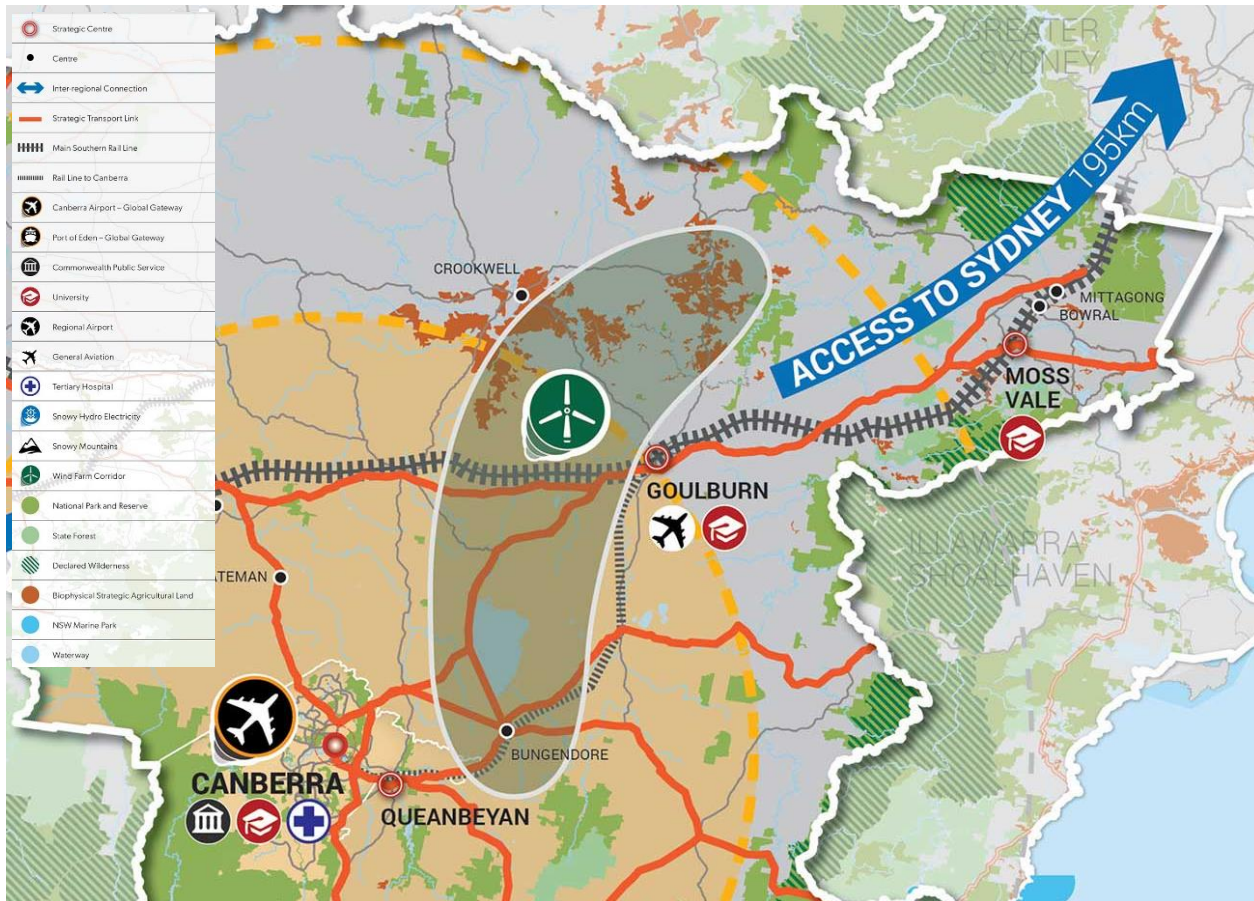 Strategic Centre
Centre
Inter-regional Connection
Strategic Transport Link
Main Southern Rail Line
Rail Line to Canberra
Canberra Airport – Global Gateway
Port of Eden – Global Gateway
Commonwealth Public Service
University
Regional Airport
General Aviation
Tertiary Hospital
Snowy Hydro Electricity
Snowy Mountains
Wind Farm Corridor
National Park and Reserve
State Forest
Declared Wilderness
Biophysical Strategic Agricultural Land
NSW Marine Park
Waterway
GREATER
SYDNEY
ACCESS TO SYDNEY 195km
CROOKWELL
MITTAGONG
BOWRAL
MOSS
VALE
GOULBURN
ILLAWARRA
SHOALHAVEN
ATEMAN
BUNGENDORE
CANBERRA
QUEANBEYAN